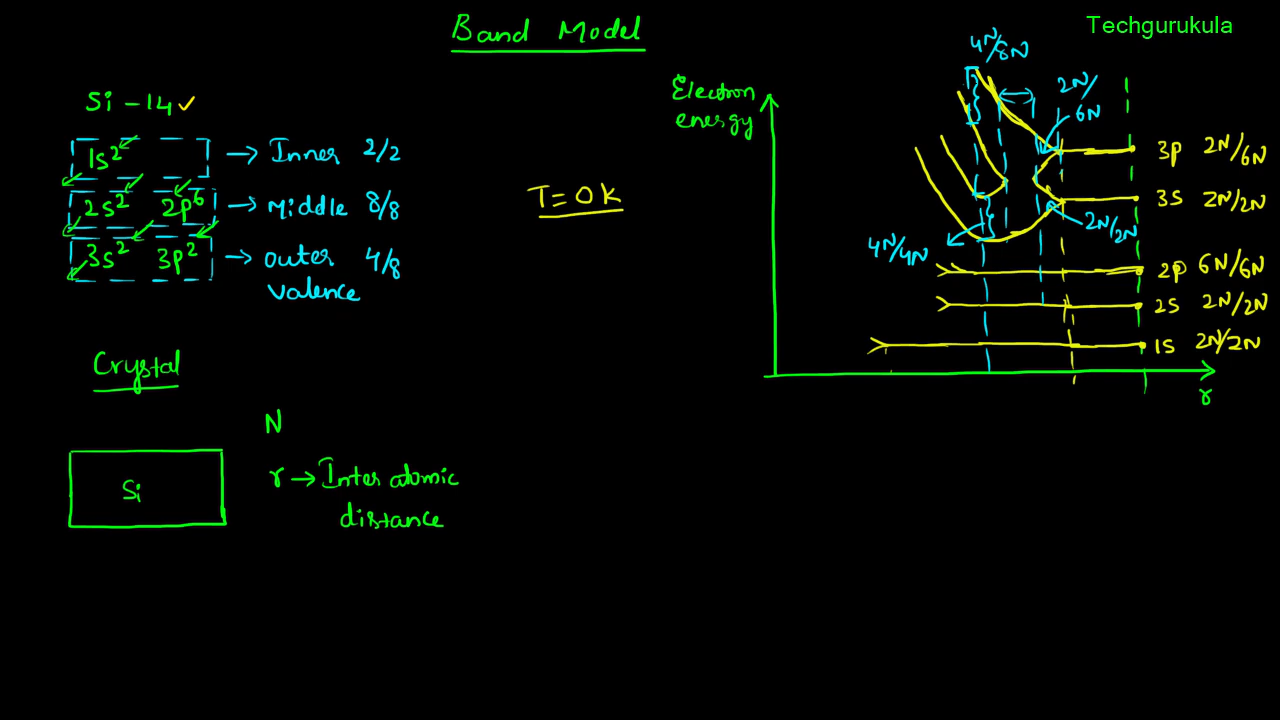 Techgurukula
Band Model
Si - 14 ✓
1s² → Inner 2/2
2s² 2p⁶ → Middle 8/8
3s² 3p² → outer 4/8
valence
T = 0 K
Crystal
N
Si
r → Inter atomic
distance
Electron
energy
4N/8N
2N/
6N
3p 2N/6N
3s 2N/2N
2N/2N
4N/4N
2p 6N/6N
2s 2N/2N
1s 2N/2N
r